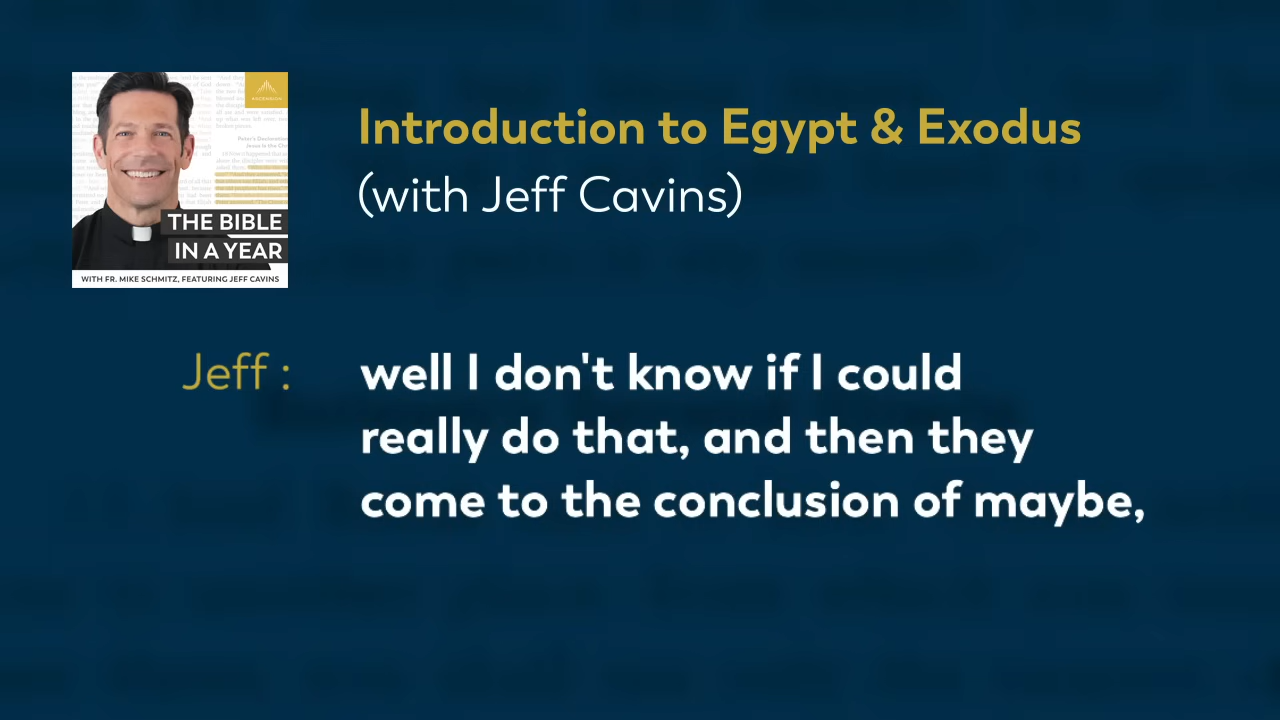 ASCENSION
THE BIBLE
IN A YEAR
WITH FR. MIKE SCHMITZ, FEATURING JEFF CAVINS
Introduction to Egypt & Exodus
(with Jeff Cavins)
Jeff : well I don't know if I could
really do that, and then they
come to the conclusion of maybe,